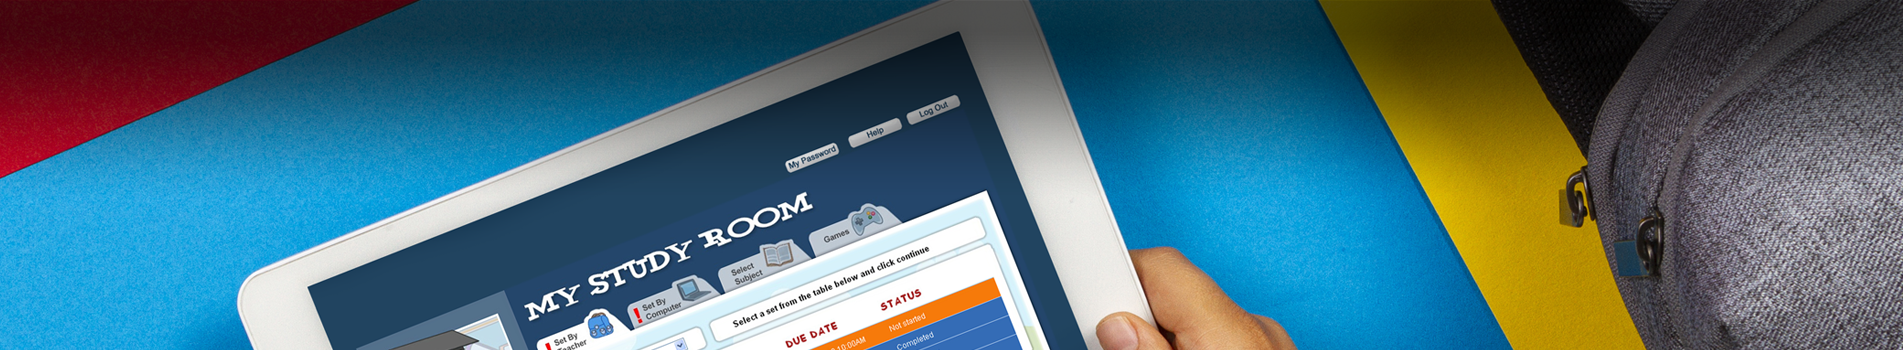 My Password
Help
Log Out
MY STUDY ROOM
! Set By
Teacher
! Set By
Computer
Select
Subject
Games
Select a set from the table below and click continue
DUE DATE
STATUS
10:00AM
Not started
Completed